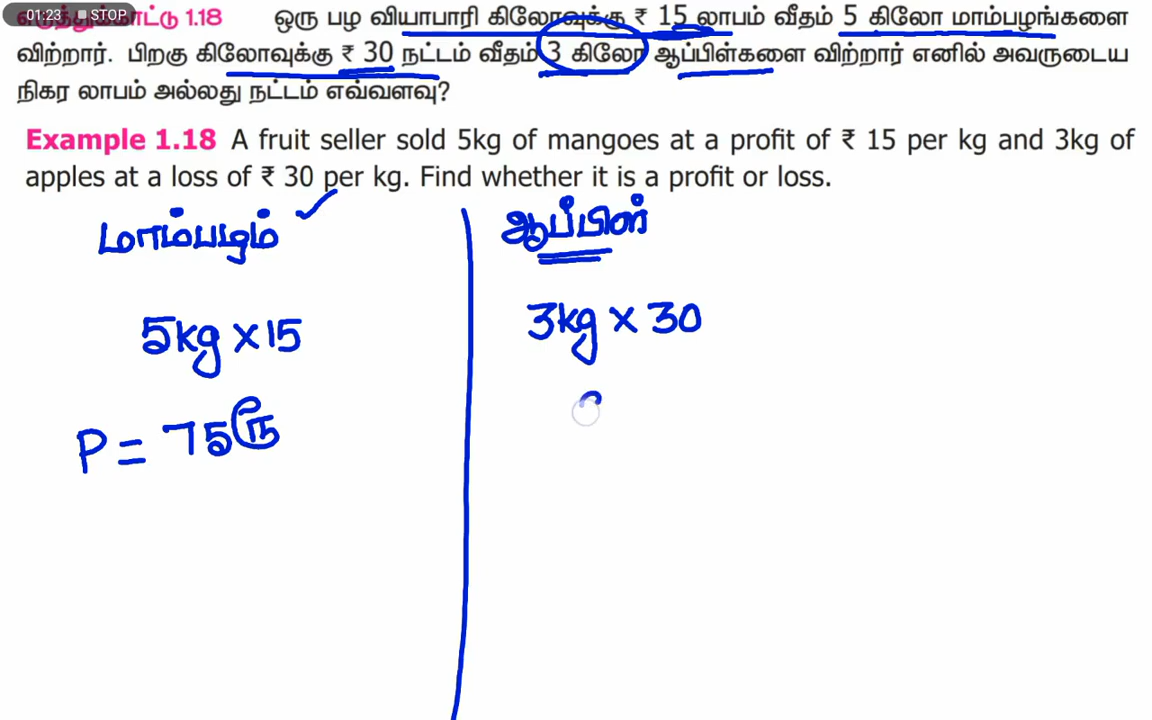 01:23 STOP
எடுத்துக்காட்டு 1.18 ஒரு பழ வியாபாரி கிலோவுக்கு ₹ 15 லாபம் வீதம் 5 கிலோ மாம்பழங்களை
விற்றார். பிறகு கிலோவுக்கு ₹ 30 நட்டம் வீதம் 3 கிலோ ஆப்பிள்களை விற்றார் எனில் அவருடைய
நிகர லாபம் அல்லது நட்டம் எவ்வளவு?
Example 1.18 A fruit seller sold 5kg of mangoes at a profit of ₹ 15 per kg and 3kg of
apples at a loss of ₹ 30 per kg. Find whether it is a profit or loss.
மாம்பழம்
5kg × 15
P = 75ரூ
ஆப்பிள்
3kg × 30